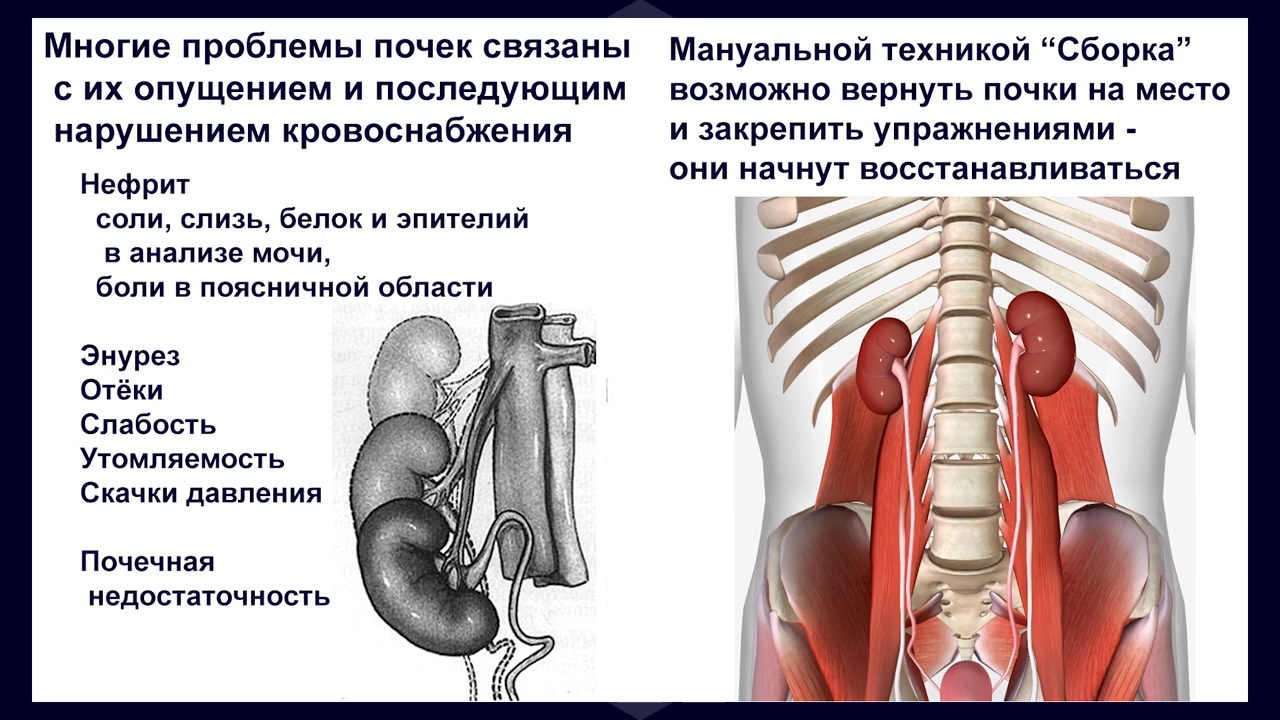 Многие проблемы почек связаны
с их опущением и последующим
нарушением кровоснабжения
Нефрит
соли, слизь, белок и эпителий
в анализе мочи,
боли в поясничной области
Энурез
Отёки
Слабость
Утомляемость
Скачки давления
Почечная
недостаточность
Мануальной техникой “Сборка”
возможно вернуть почки на место
и закрепить упражнениями -
они начнут восстанавливаться